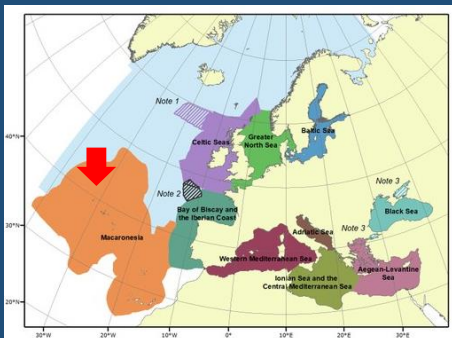 Note 1
Celtic Seas
Greater
North Sea
Baltic Sea
40°N
Note 2
Bay of Biscay and
the Iberian Coast
Note 3
Black Sea
30°N
Macaronesia
Adriatic Sea
Note 3
Western Mediterranean Sea
Aegean-Levantine
Sea
Ionian Sea and the
Central Mediterranean Sea
20°N
30°W
20°W
10°W
0°
10°E
20°E
30°E